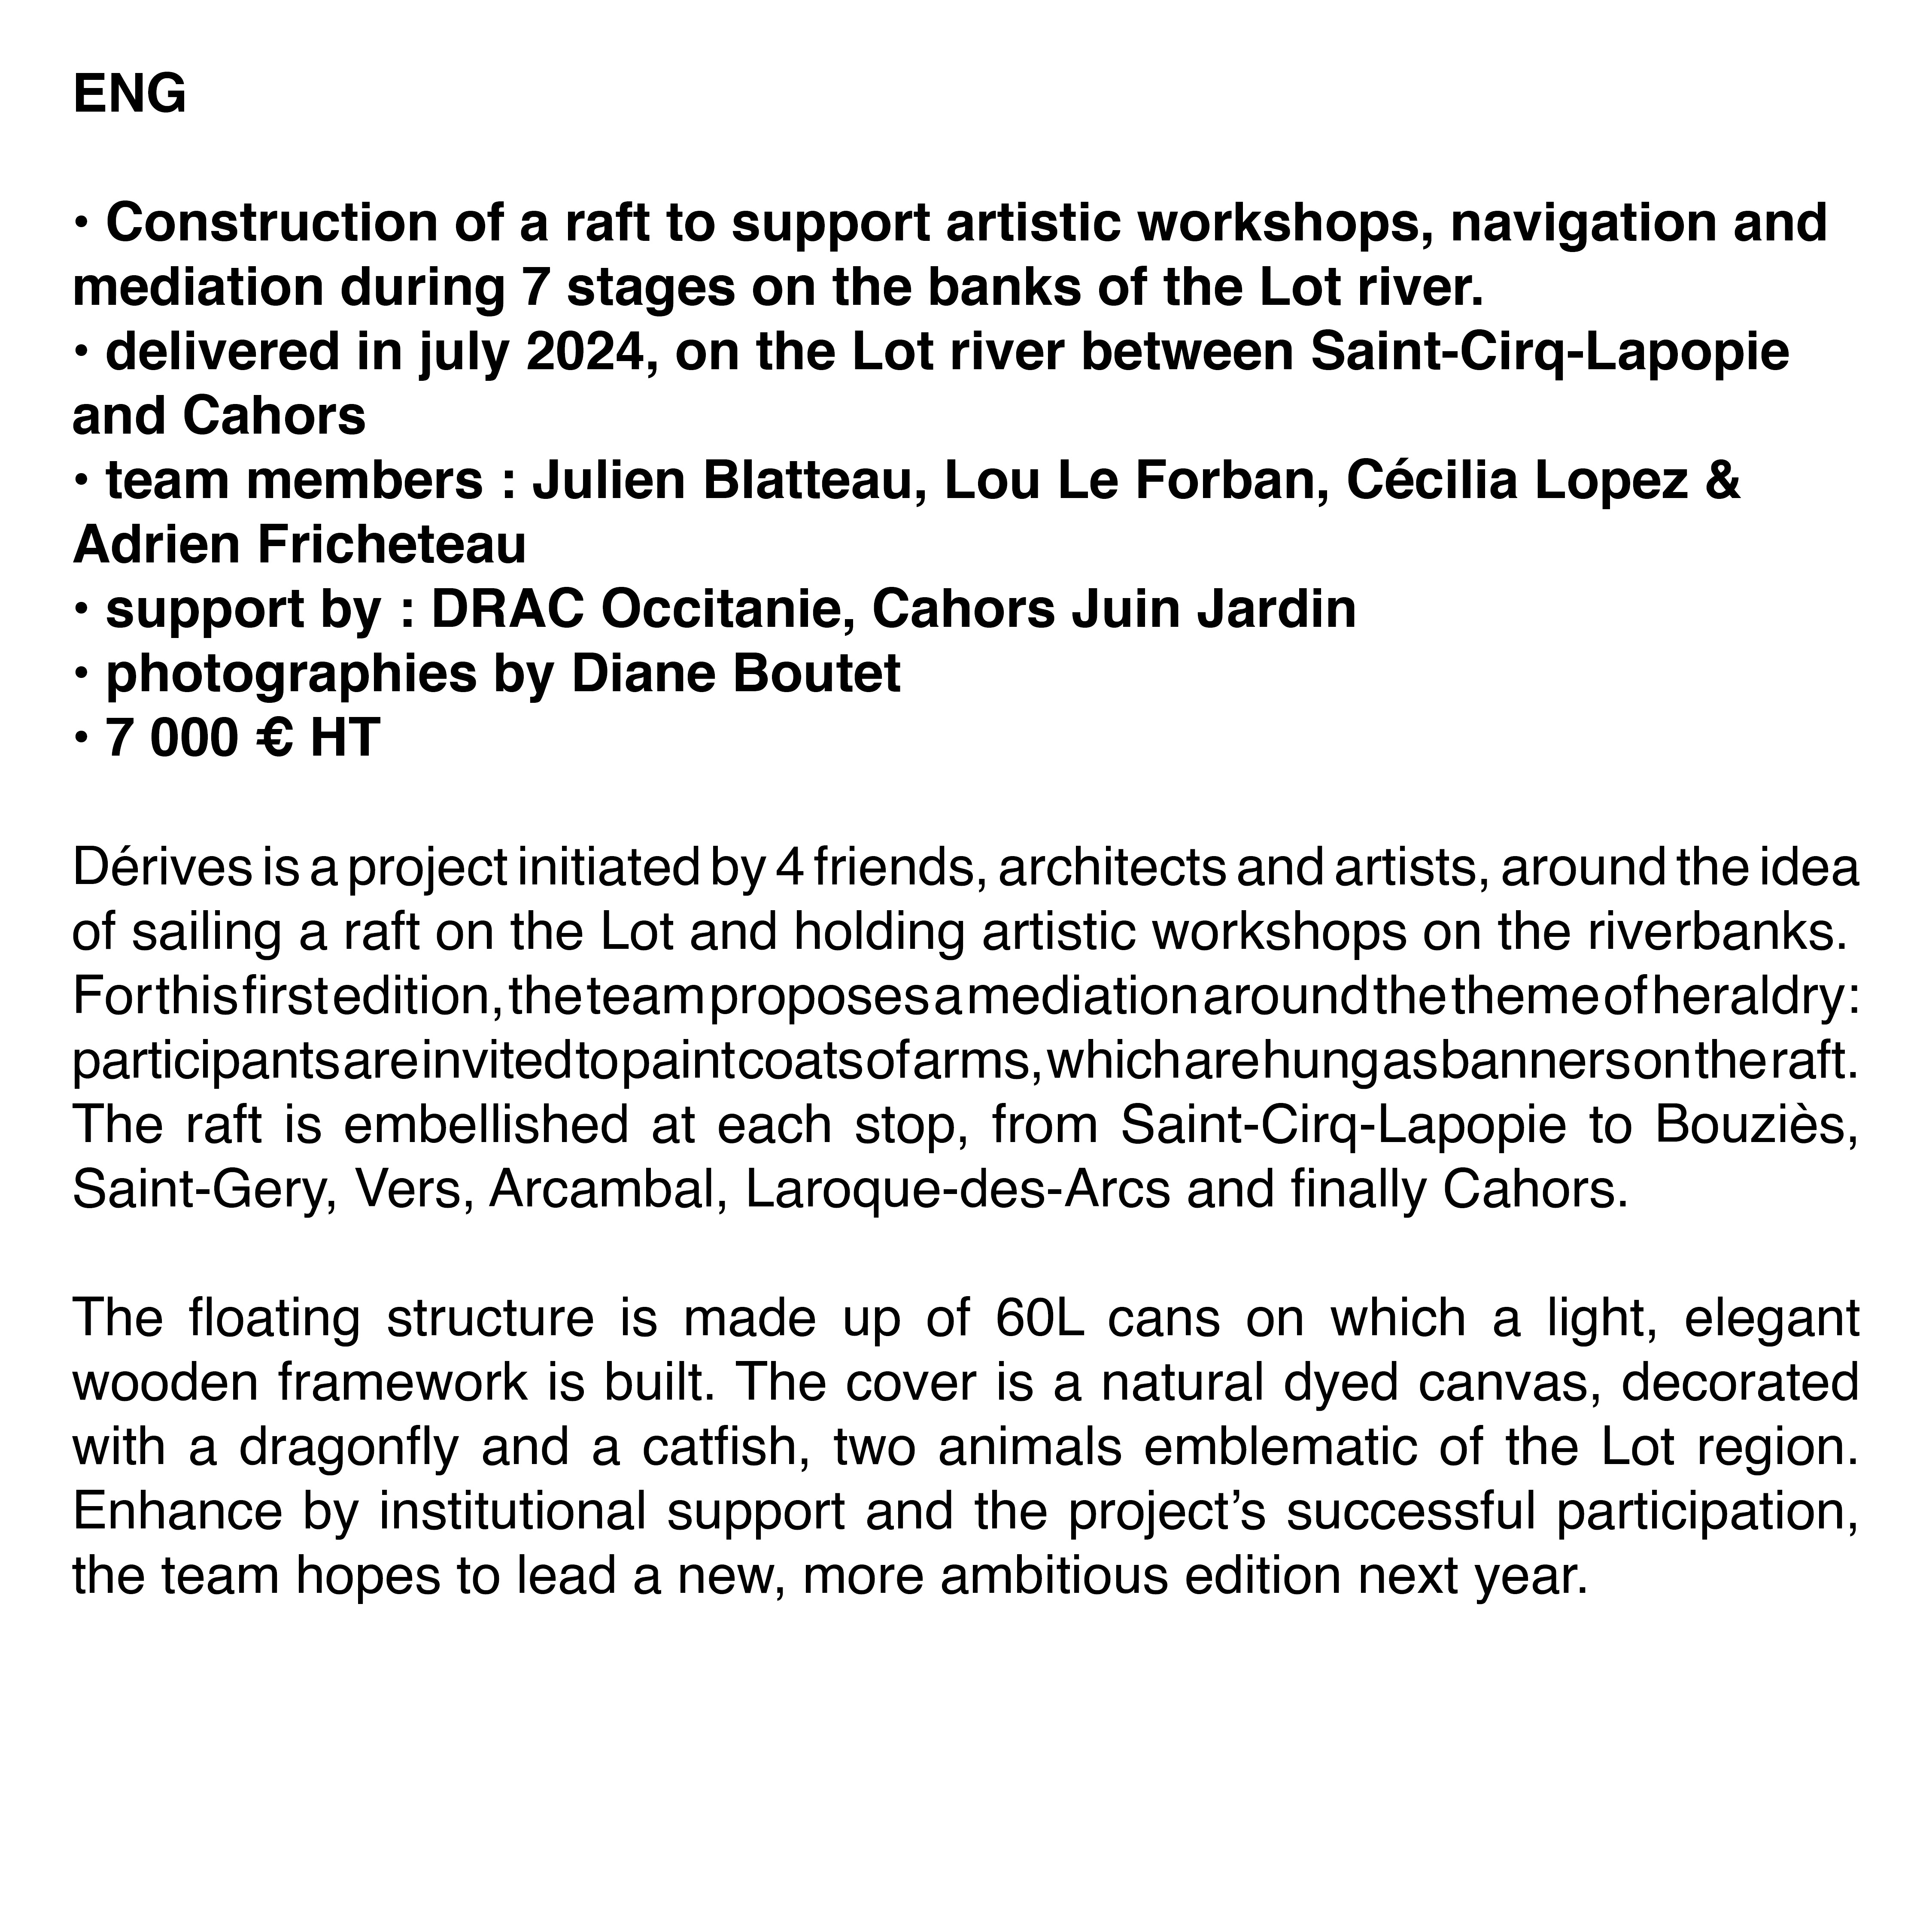 ENG
• Construction of a raft to support artistic workshops, navigation and
mediation during 7 stages on the banks of the Lot river.
• delivered in july 2024, on the Lot river between Saint-Cirq-Lapopie
and Cahors
• team members : Julien Blatteau, Lou Le Forban, Cécilia Lopez &
Adrien Fricheteau
• support by : DRAC Occitanie, Cahors Juin Jardin
• photographies by Diane Boutet
• 7 000 € HT
Dérives is a project initiated by 4 friends, architects and artists, around the idea
of sailing a raft on the Lot and holding artistic workshops on the riverbanks.
For this first edition, the team proposes a mediation around the theme of heraldry:
participants are invited to paint coats of arms, which are hung as banners on the raft.
The raft is embellished at each stop, from Saint-Cirq-Lapopie to Bouziès,
Saint-Gery, Vers, Arcambal, Laroque-des-Arcs and finally Cahors.
The floating structure is made up of 60L cans on which a light, elegant
wooden framework is built. The cover is a natural dyed canvas, decorated
with a dragonfly and a catfish, two animals emblematic of the Lot region.
Enhance by institutional support and the project’s successful participation,
the team hopes to lead a new, more ambitious edition next year.